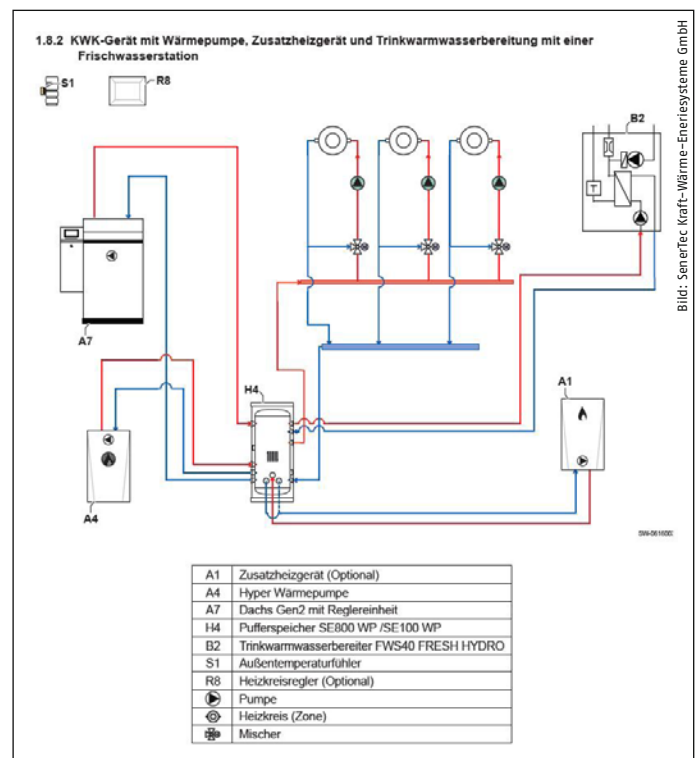 1.8.2 KWK-Gerät mit Wärmepumpe, Zusatzheizgerät und Trinkwarmwasserbereitung mit einer
Frischwasserstation
S1
R8
B2
T
A7
H4
A1
A4
A1 Zusatzheizgerät (Optional)
A4 Hyper Wärmepumpe
A7 Dachs Gen2 mit Reglereinheit
H4 Pufferspeicher SE800 WP /SE100 WP
B2 Trinkwarmwasserbereiter FWS40 FRESH HYDRO
S1 Außentemperaturfühler
R8 Heizkreisregler (Optional)
Pumpe
Heizkreis (Zone)
Mischer
Bild: SenerTec Kraft-Wärme-Eneriesysteme GmbH